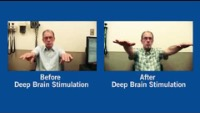 Before
Deep Brain Stimulation
After
Deep Brain Stimulation